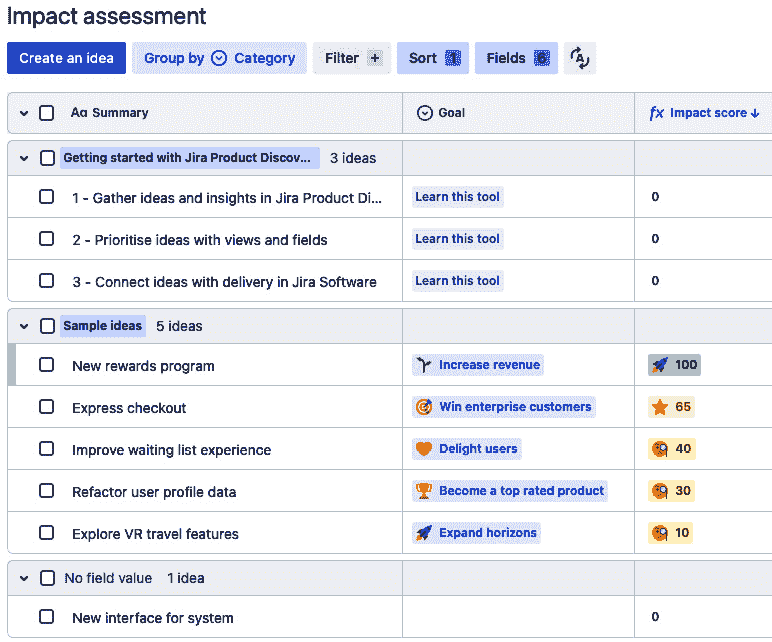 Impact assessment
Create an idea Group by Category Filter + Sort 1 Fields 6
Aa Summary Goal fx Impact score ↓
Getting started with Jira Product Discov... 3 ideas
1 - Gather ideas and insights in Jira Product Di... Learn this tool 0
2 - Prioritise ideas with views and fields Learn this tool 0
3 - Connect ideas with delivery in Jira Software Learn this tool 0
Sample ideas 5 ideas
New rewards program Increase revenue 100
Express checkout Win enterprise customers 65
Improve waiting list experience Delight users 40
Refactor user profile data Become a top rated product 30
Explore VR travel features Expand horizons 10
No field value 1 idea
New interface for system 0